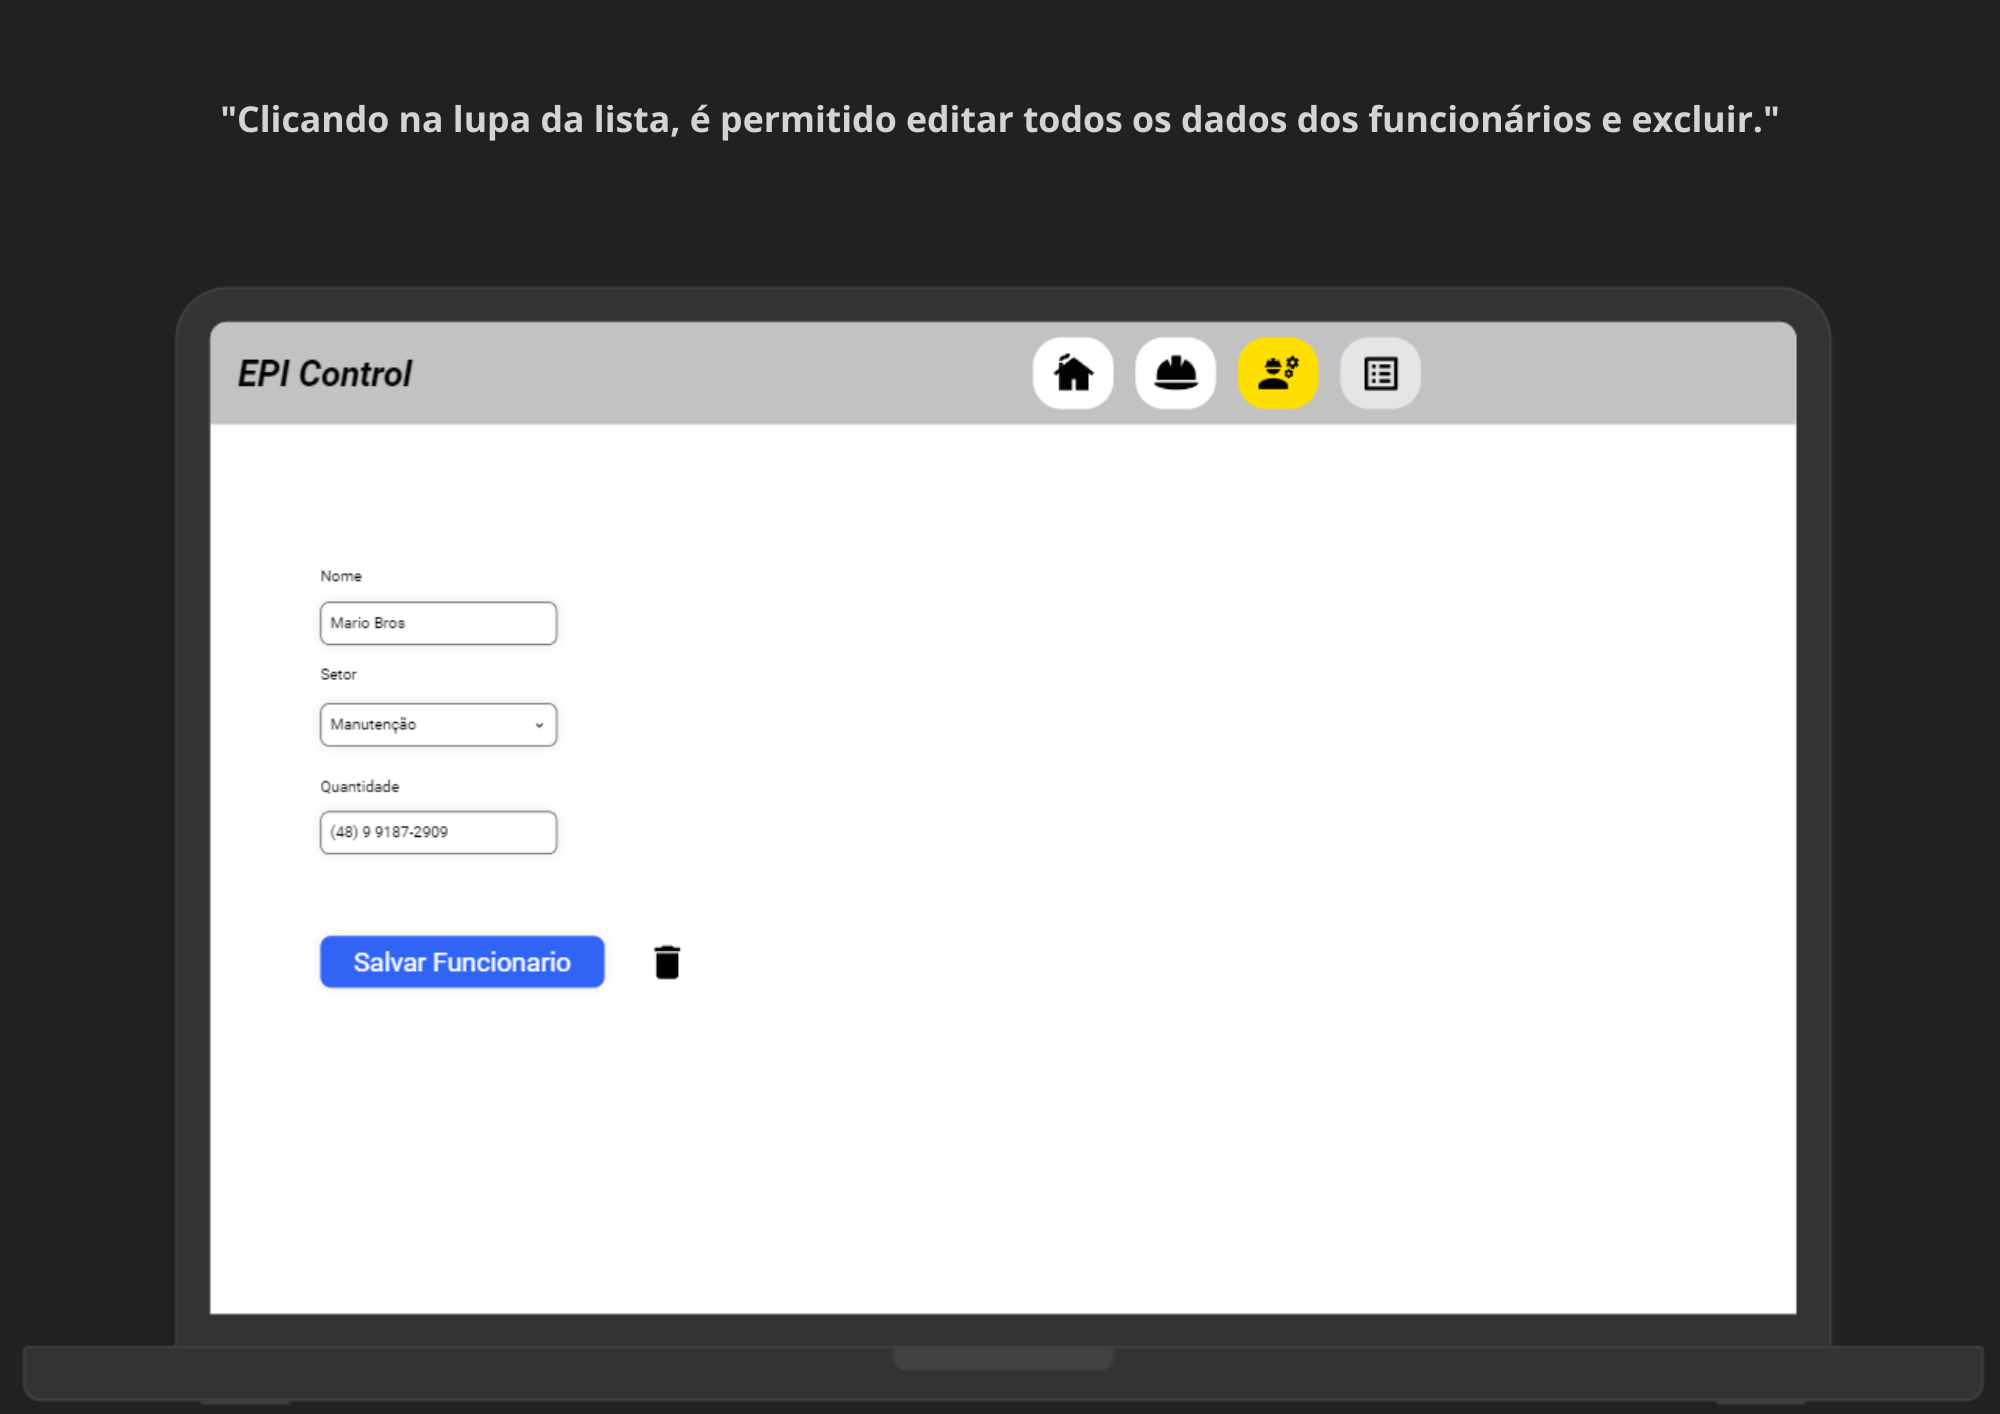 "Clicando na lupa da lista, é permitido editar todos os dados dos funcionários e excluir."
EPI Control
Nome
Mario Bros
Setor
Manutenção
Quantidade
(48) 9 9187-2909
Salvar Funcionario